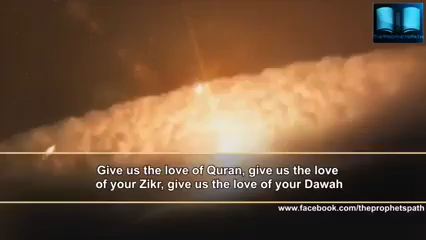 ThePropHetsPath
Give us the love of Quran, give us the love
of your Zikr, give us the love of your Dawah
www.facebook.com/theprophetspath